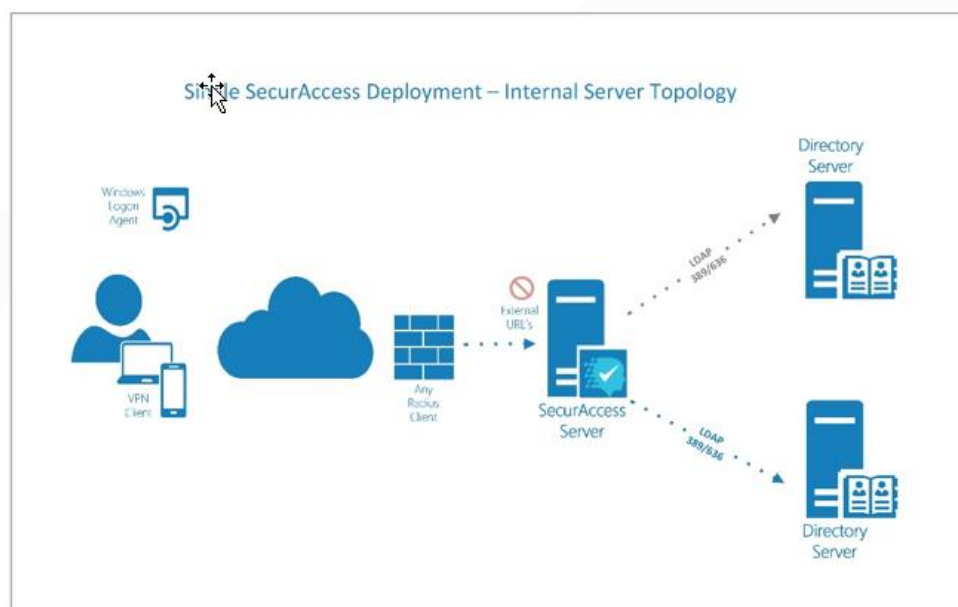 Single SecurAccess Deployment – Internal Server Topology
Directory
Server
Windows
Logon
Agent
LDAP
389/636
External
URL's
VPN
Client
Any
Radius
Client
SecurAccess
Server
LDAP
389/636
Directory
Server